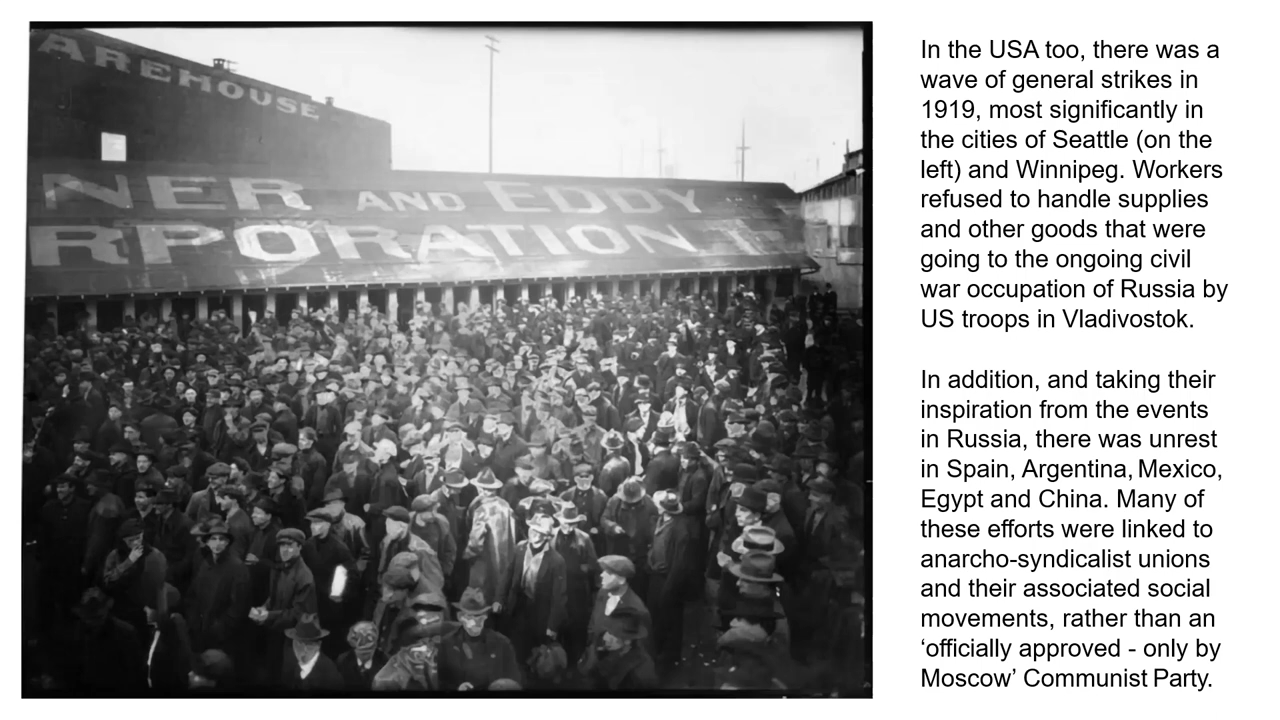 AREHOUSE
NER AND EDDY
RPORATION
In the USA too, there was a
wave of general strikes in
1919, most significantly in
the cities of Seattle (on the
left) and Winnipeg. Workers
refused to handle supplies
and other goods that were
going to the ongoing civil
war occupation of Russia by
US troops in Vladivostok.
In addition, and taking their
inspiration from the events
in Russia, there was unrest
in Spain, Argentina, Mexico,
Egypt and China. Many of
these efforts were linked to
anarcho-syndicalist unions
and their associated social
movements, rather than an
‘officially approved - only by
Moscow’ Communist Party.